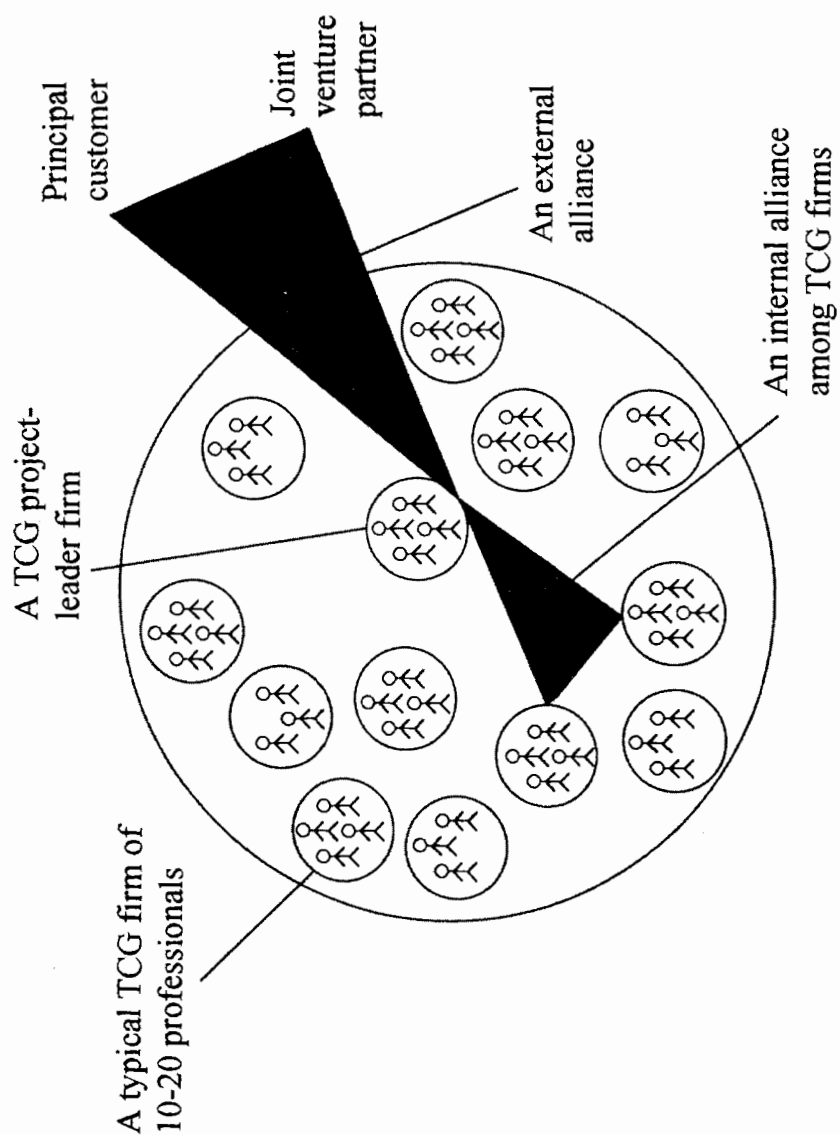 A typical TCG firm of
10-20 professionals
A TCG project-
leader firm
Principal
customer
Joint
venture
partner
An external
alliance
An internal alliance
among TCG firms